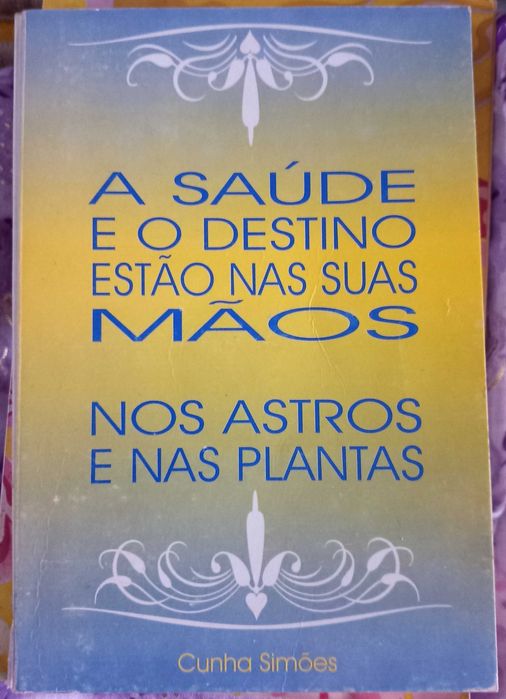 A SAÚDE
E O DESTINO
ESTÃO NAS SUAS
MÃOS
NOS ASTROS
E NAS PLANTAS
Cunha Simões